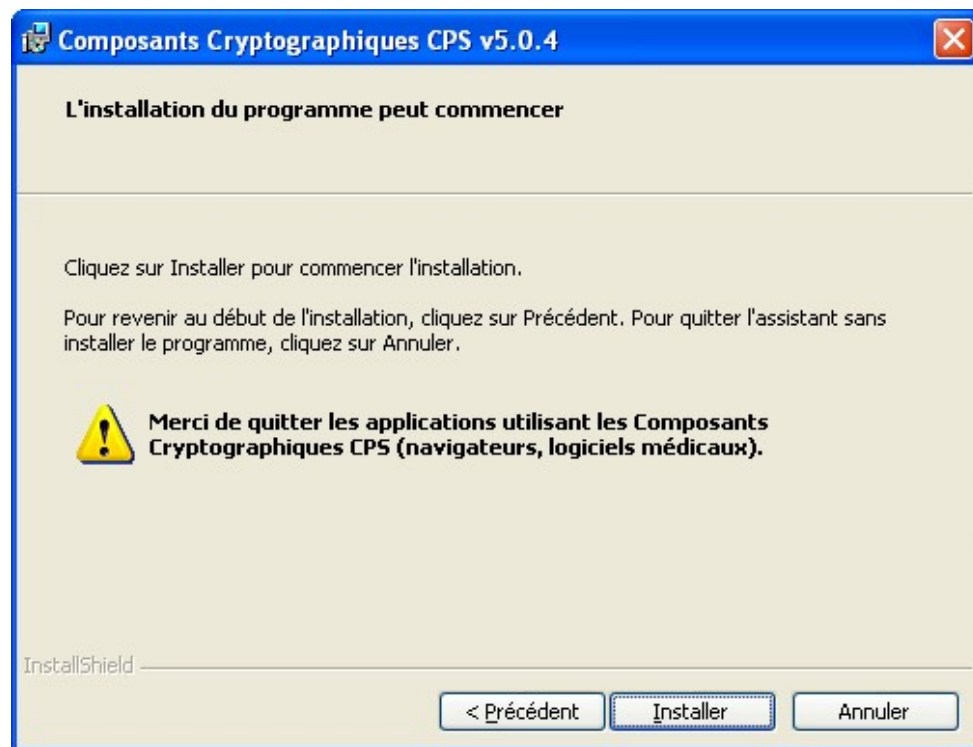 Composants Cryptographiques CPS v5.0.4
L'installation du programme peut commencer
Cliquez sur Installer pour commencer l'installation.
Pour revenir au début de l'installation, cliquez sur Précédent. Pour quitter l'assistant sans
installer le programme, cliquez sur Annuler.
Merci de quitter les applications utilisant les Composants
Cryptographiques CPS (navigateurs, logiciels médicaux).
InstallShield
< Précédent
Installer
Annuler